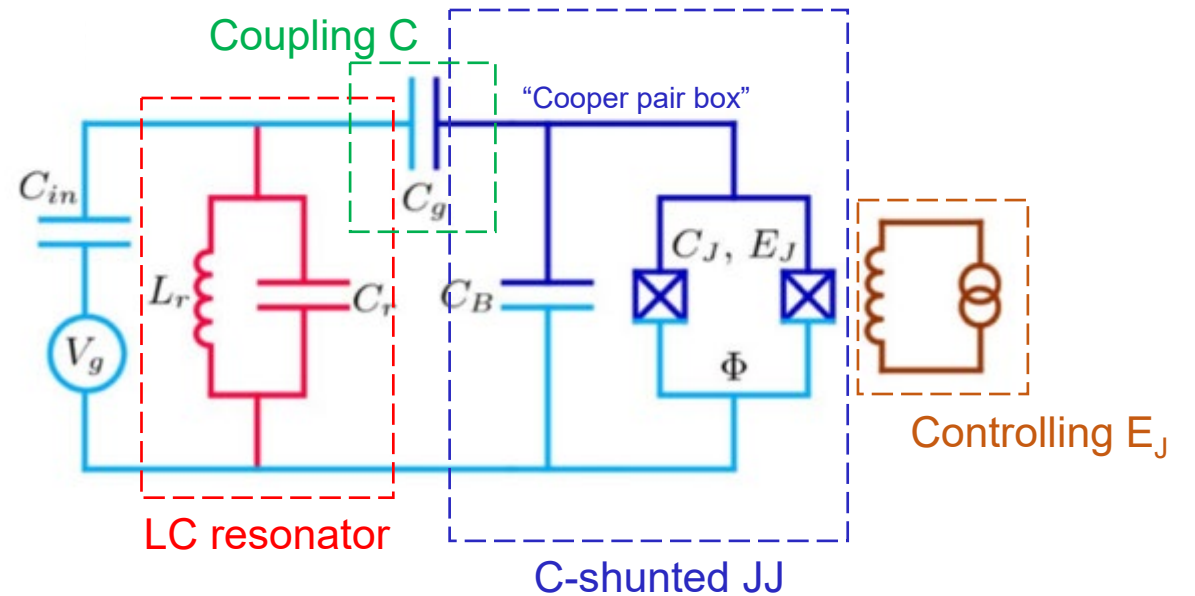 Coupling C
“Cooper pair box”
C_in
C_g
C_J, E_J
L_r
C_r
C_B
V_g
Φ
Controlling E_J
LC resonator
C-shunted JJ